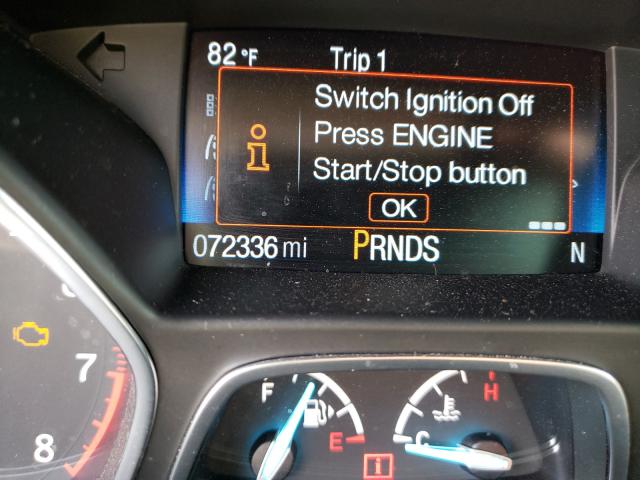 82°F Trip 1
Switch Ignition Off
Press ENGINE
Start/Stop button
OK
072336 mi PRNDS N
7
8
F E
C H